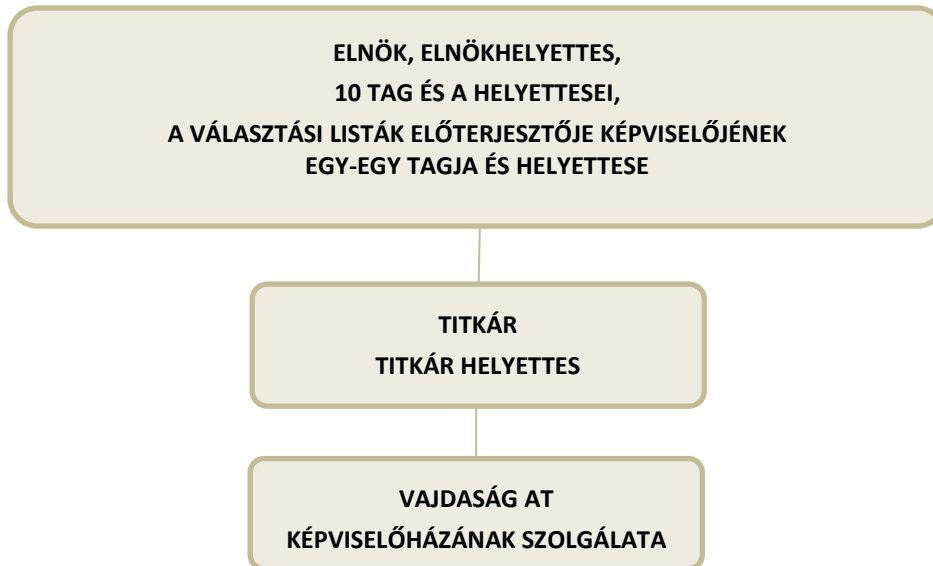 ELNÖK, ELNÖKHELYETTES,
10 TAG ÉS A HELYETTESEI,
A VÁLASZTÁSI LISTÁK ELŐTERJESZTŐJE KÉPVISELŐJÉNEK
EGY-EGY TAGJA ÉS HELYETTESE
TITKÁR
TITKÁR HELYETTES
VAJDASÁG AT
KÉPVISELŐHÁZÁNAK SZOLGÁLATA